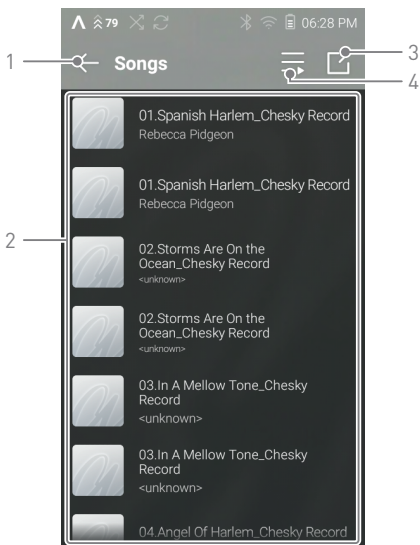 79 06:28 PM
3
1
Songs
4
01.Spanish Harlem_Chesky Record
Rebecca Pidgeon
01.Spanish Harlem_Chesky Record
Rebecca Pidgeon
2
02.Storms Are On the
Ocean_Chesky Record
<unknown>
02.Storms Are On the
Ocean_Chesky Record
<unknown>
03.In A Mellow Tone_Chesky
Record
<unknown>
03.In A Mellow Tone_Chesky
Record
<unknown>
04.Angel Of Harlem_Chesky Record